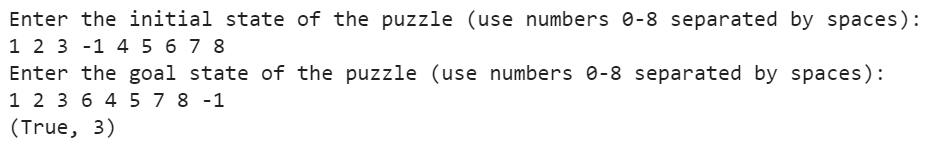 Enter the initial state of the puzzle (use numbers 0-8 separated by spaces):
1 2 3 -1 4 5 6 7 8
Enter the goal state of the puzzle (use numbers 0-8 separated by spaces):
1 2 3 6 4 5 7 8 -1
(True, 3)